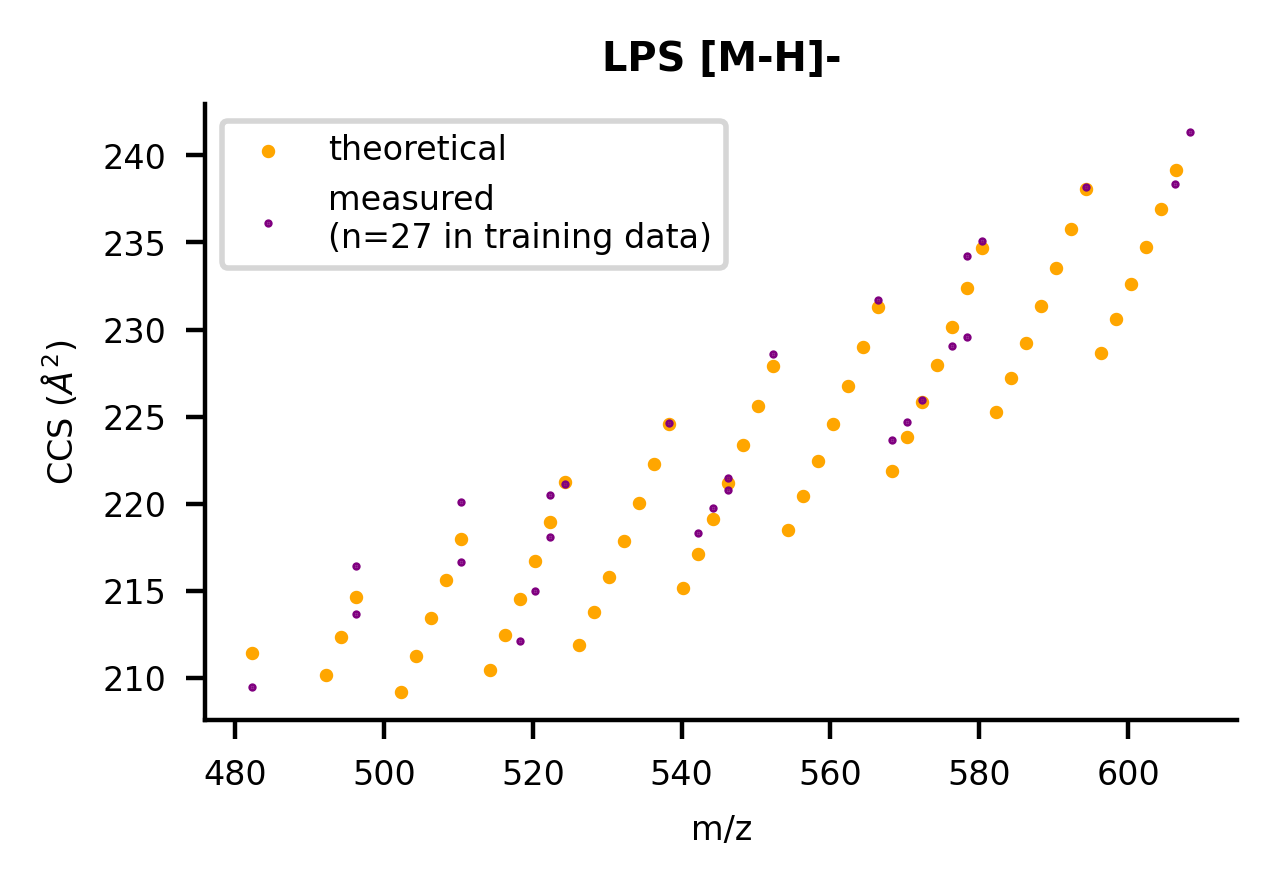 LPS [M-H]-
theoretical
measured
(n=27 in training data)
CCS (Å²)
240
235
230
225
220
215
210
480 500 520 540 560 580 600
m/z